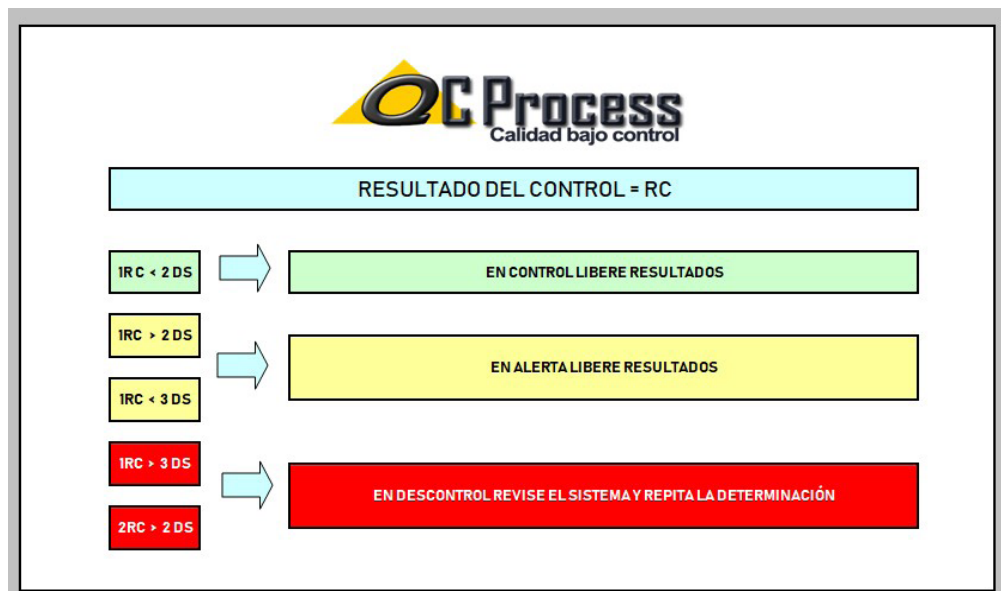 QC Process
Calidad bajo control
RESULTADO DEL CONTROL = RC
1RC < 2 DS
EN CONTROL LIBERE RESULTADOS
1RC > 2 DS
EN ALERTA LIBERE RESULTADOS
1RC < 3 DS
1RC > 3 DS
EN DESCONTROL REVISE EL SISTEMA Y REPITA LA DETERMINACIÓN
2RC > 2 DS